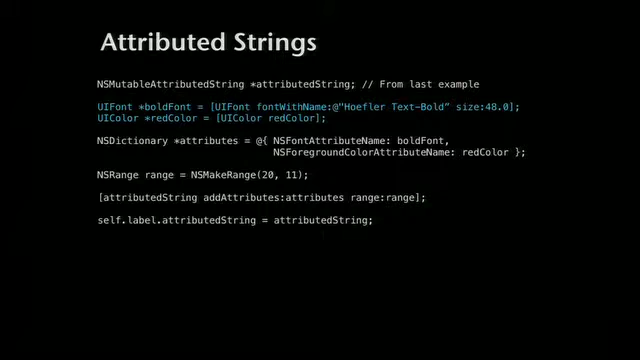 Attributed Strings
NSMutableAttributedString *attributedString; // From last example
UIFont *boldFont = [UIFont fontWithName:@"Hoefler Text-Bold” size:48.0];
UIColor *redColor = [UIColor redColor];
NSDictionary *attributes = @{ NSFontAttributeName: boldFont,
NSForegroundColorAttributeName: redColor };
NSRange range = NSMakeRange(20, 11);
[attributedString addAttributes:attributes range:range];
self.label.attributedString = attributedString;